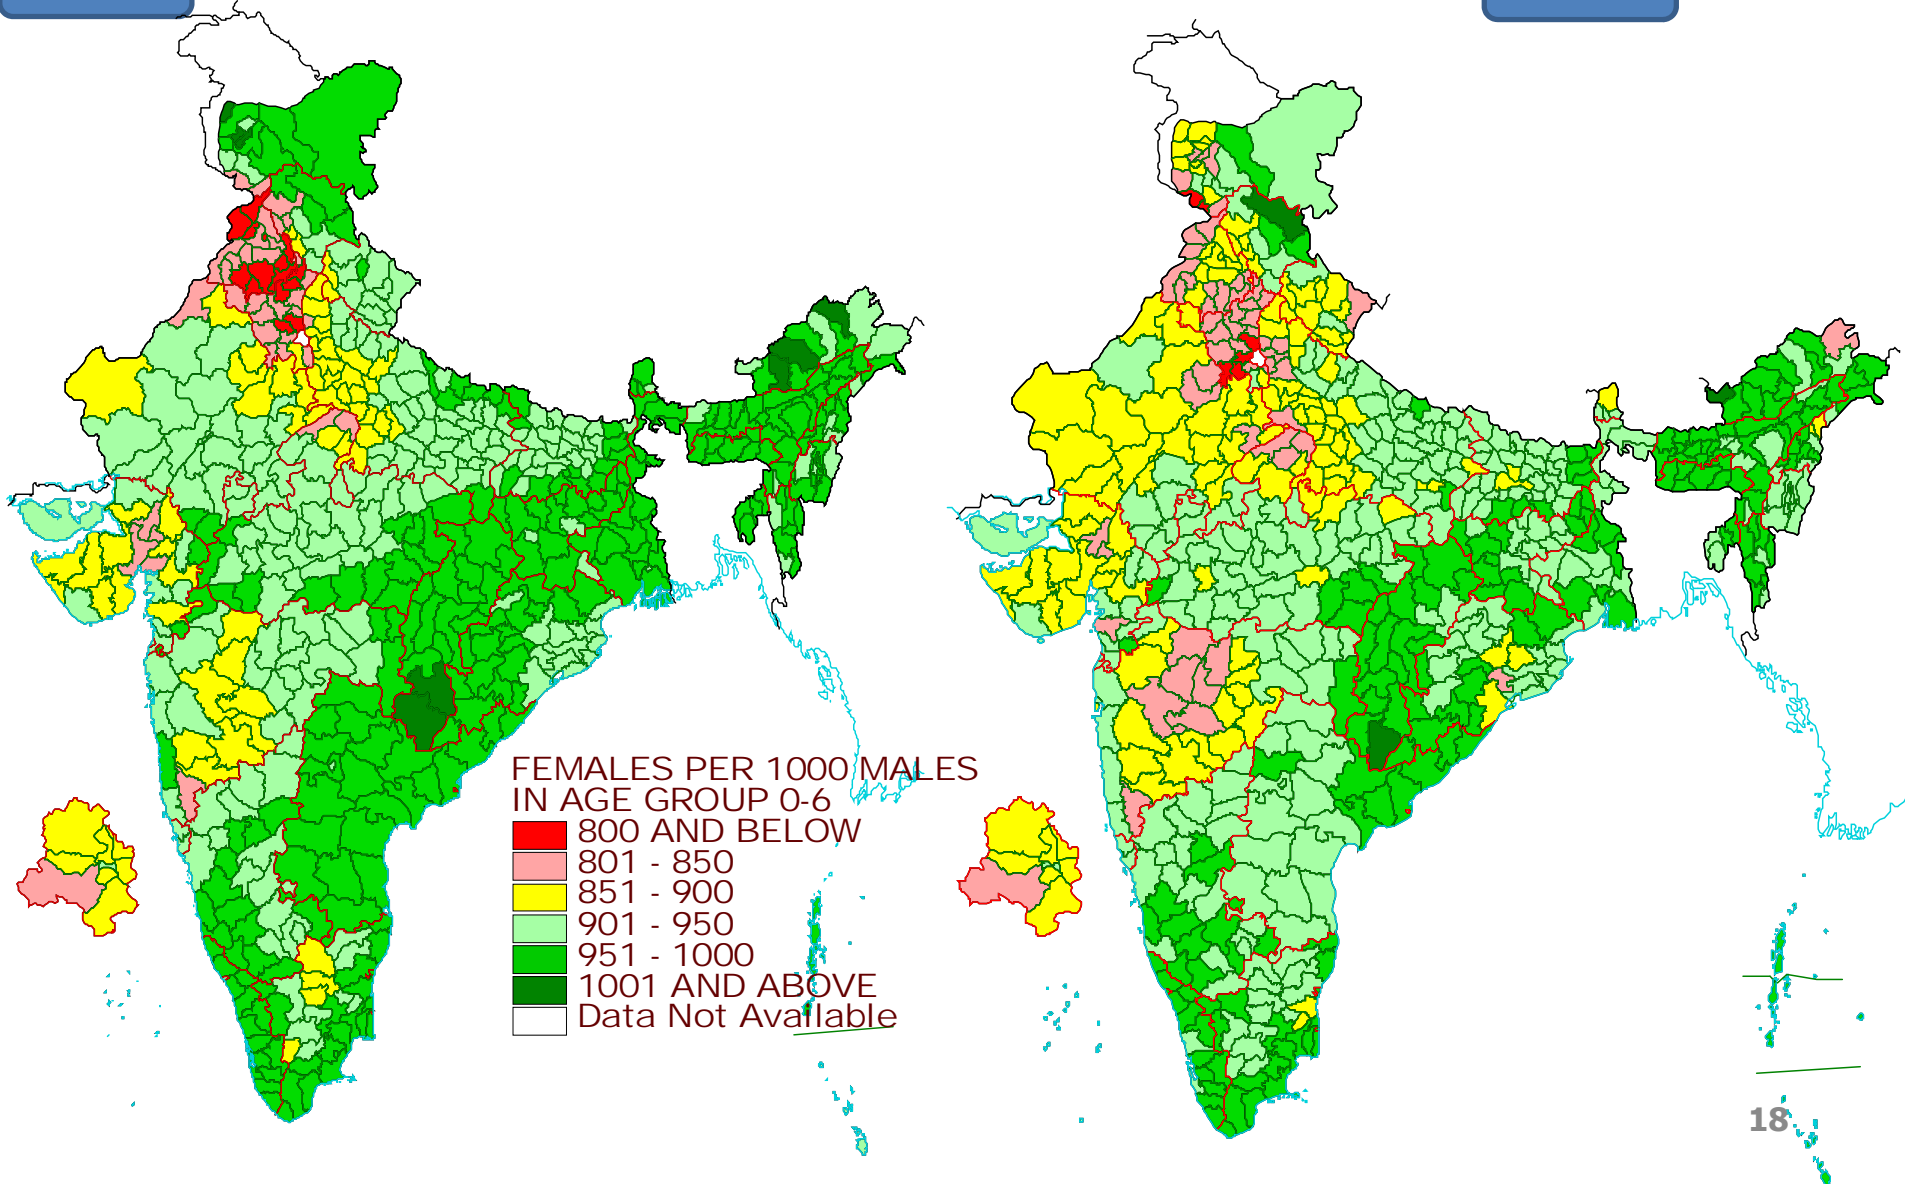 FEMALES PER 1000 MALES
IN AGE GROUP 0-6
800 AND BELOW
801 - 850
851 - 900
901 - 950
951 - 1000
1001 AND ABOVE
Data Not Available
18